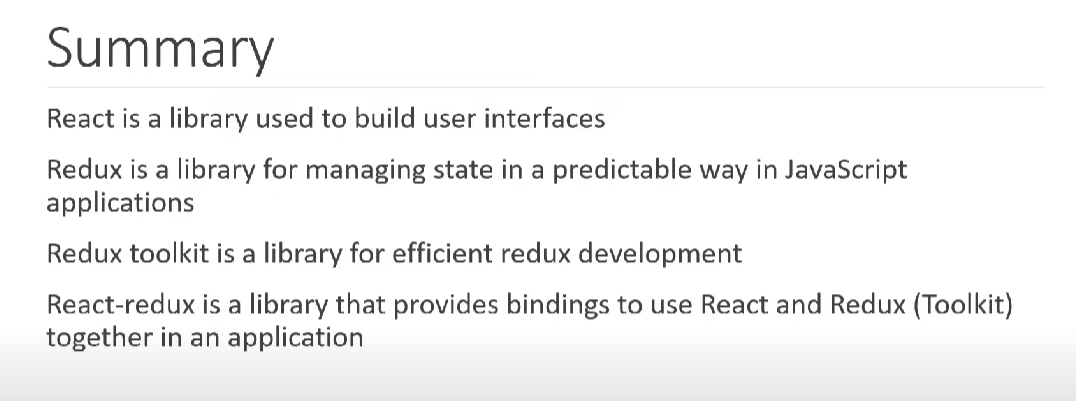 Summary
React is a library used to build user interfaces
Redux is a library for managing state in a predictable way in JavaScript
applications
Redux toolkit is a library for efficient redux development
React-redux is a library that provides bindings to use React and Redux (Toolkit)
together in an application